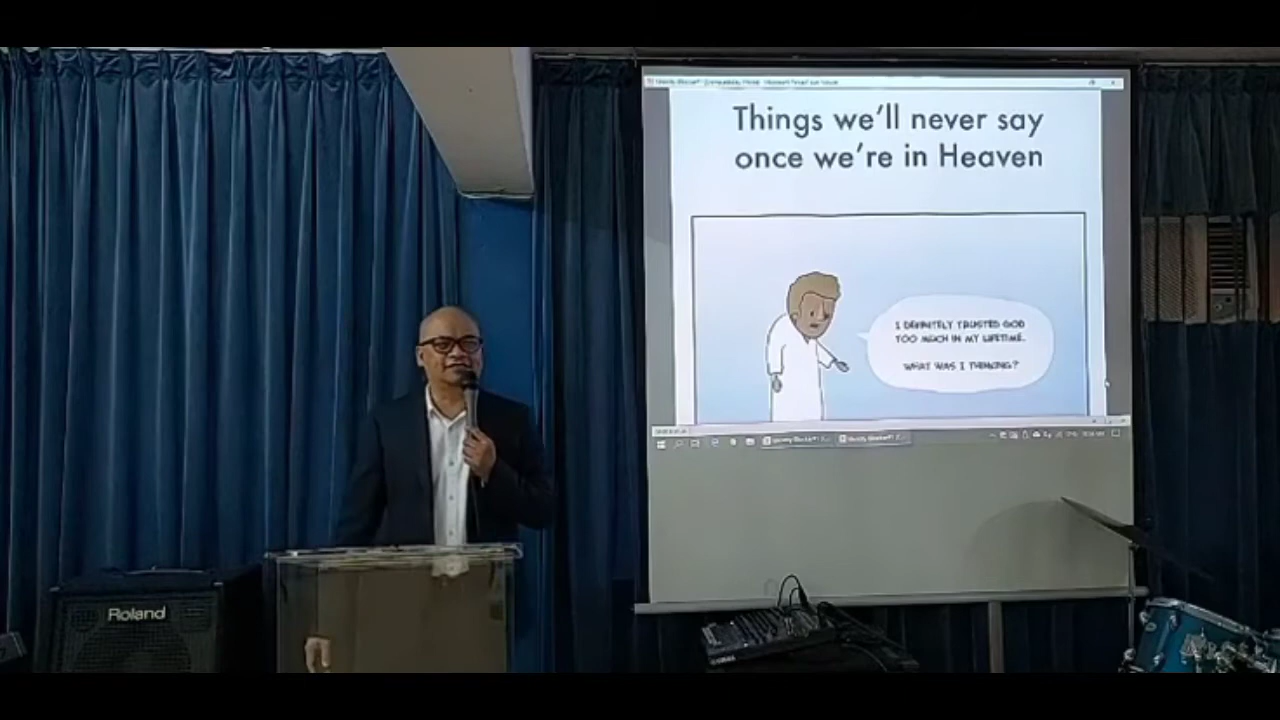 Things we'll never say
once we're in Heaven
I DEFINITELY TRUSTED GOD
TOO MUCH IN MY LIFETIME.
WHAT WAS I THINKING?
Roland